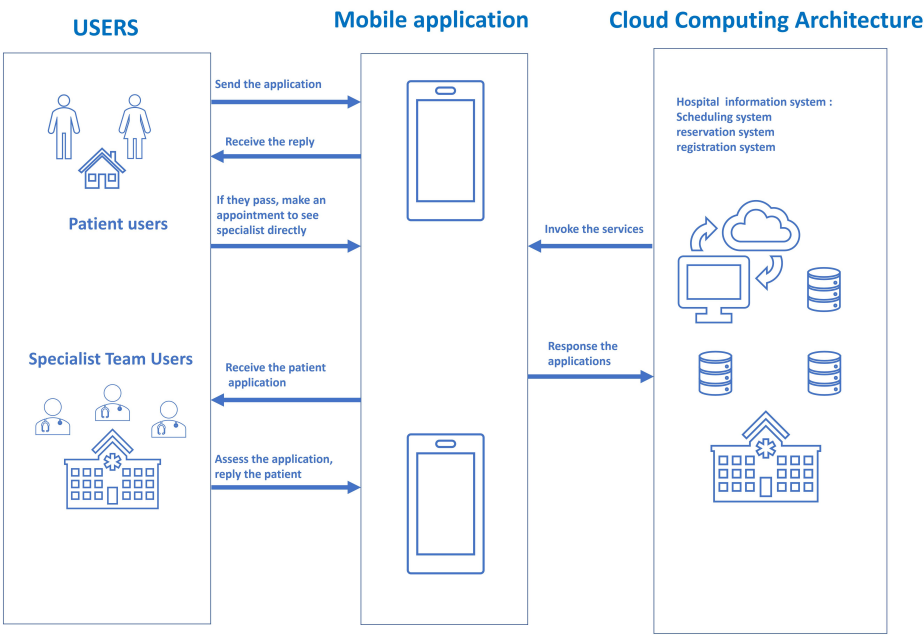 USERS
Mobile application
Cloud Computing Architecture
Send the application
Receive the reply
If they pass, make an
appointment to see
specialist directly
Patient users
Hospital  information system :
Scheduling system
reservation system
registration system
Invoke the services
Specialist Team Users
Receive the patient
application
Response the
applications
Assess the application,
reply the patient